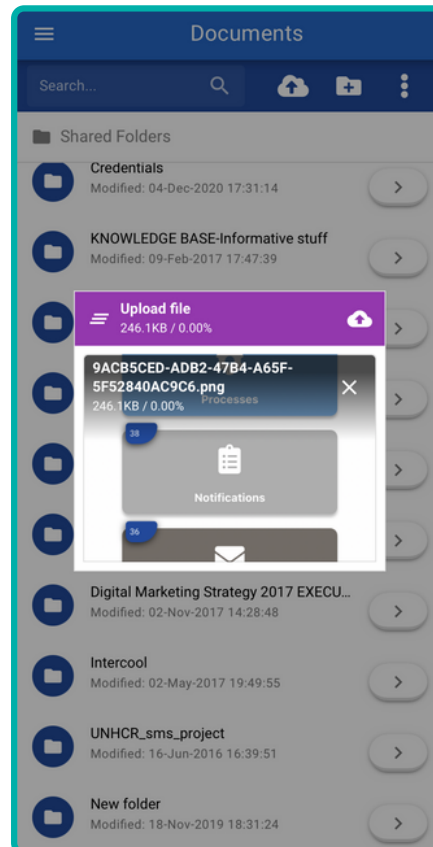 Documents
Search...
Shared Folders
Credentials
Modified: 04-Dec-2020 17:31:14
KNOWLEDGE BASE-Informative stuff
Modified: 09-Feb-2017 17:47:39
Upload file
246.1KB / 0.00%
9ACB5CED-ADB2-47B4-A65F-
5F52840AC9C6.png
246.1KB / 0.00%
Processes
38
Notifications
36
Digital Marketing Strategy 2017 EXECU...
Modified: 02-Nov-2017 14:28:48
Intercool
Modified: 02-May-2017 19:49:55
UNHCR_sms_project
Modified: 16-Jun-2016 16:39:51
New folder
Modified: 18-Nov-2019 18:31:24